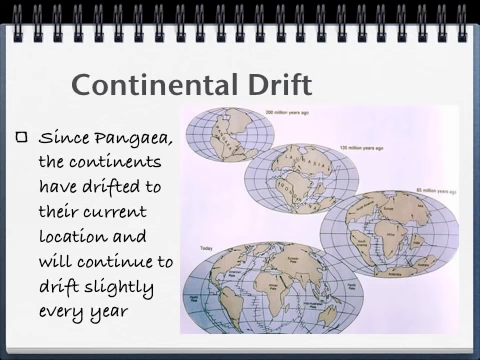 Continental Drift
Since Pangaea,
the continents
have drifted to
their current
location and
will continue to
drift slightly
every year
200 million years ago
135 million years ago
LAURASIA
65 million years ago
Today